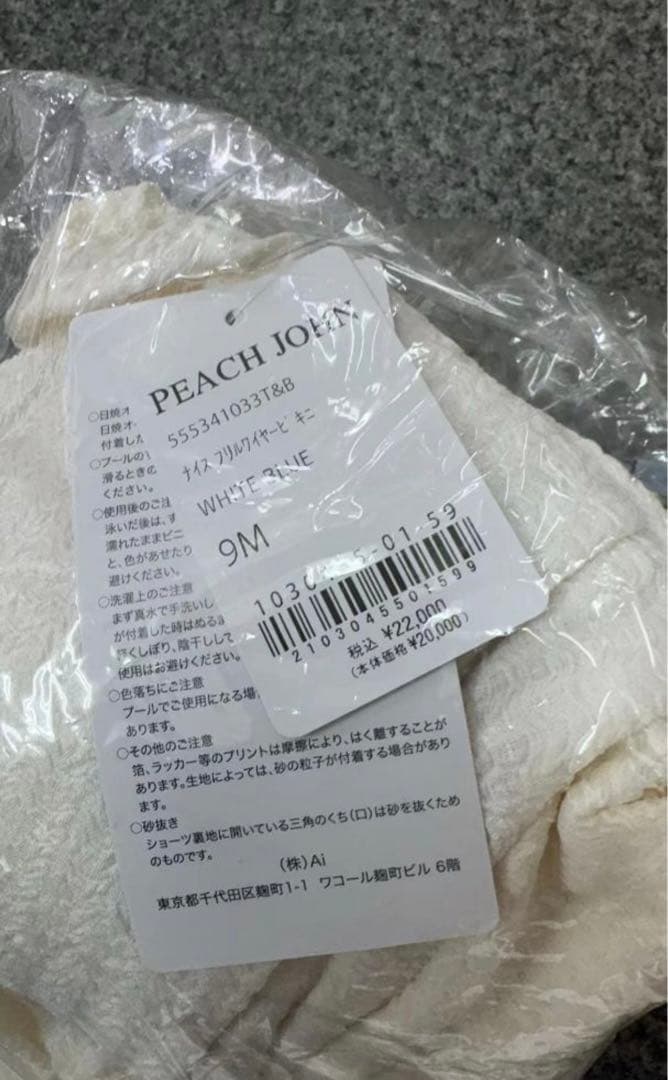 PEACH JOHN
555341033T&B
ナイスフリルワイヤービキニ
WHITE BLUE
9M
01 59
2103045501599
税込 ¥22,000
(本体価格 ¥20,000)
○日焼オ
日焼オ
付着した
○プールの
滑るときの
ください。
○使用後のご注
泳いだ後は、す
濡れたままビニ
と、色があせたり
避けください。
○洗濯上のご注意
まず真水で手洗いし
が付着した時はぬる
軽くしぼり、陰干しして
使用はお避けください。
○色落ちにご注意
プールでご使用になる場
あります。
○その他のご注意
箔、ラッカー等のプリントは摩擦により、はく離することが
あります。生地によっては、砂の粒子が付着する場合があり
ます。
○砂抜き
ショーツ裏地に開いている三角のくち(口)は砂を抜くため
のものです。
(株)Ai
東京都千代田区麹町1-1 ワコール麹町ビル 6階